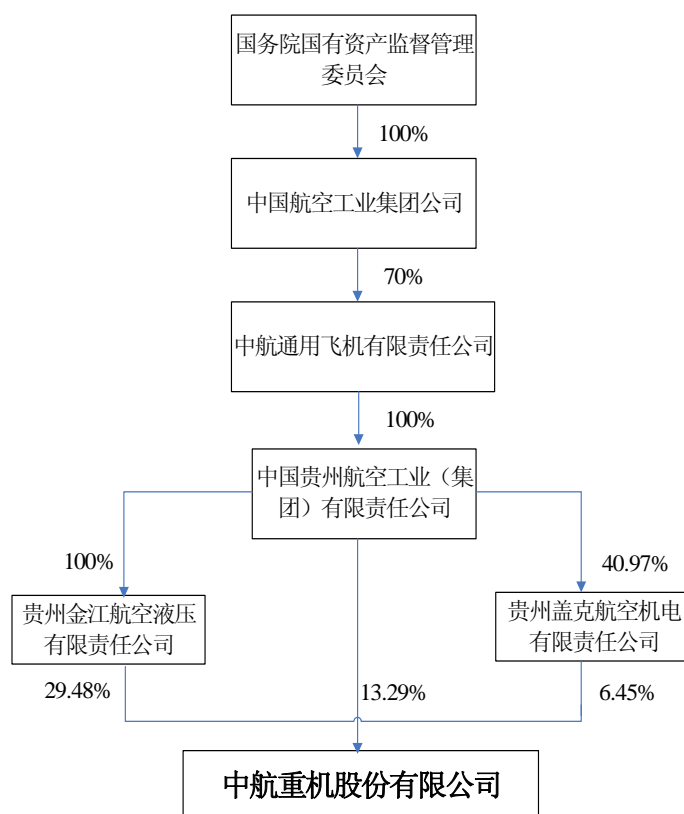 国务院国有资产监督管理
委员会
100%
中国航空工业集团公司
70%
中航通用飞机有限责任公司
100%
中国贵州航空工业（集
团）有限责任公司
100%
40.97%
贵州金江航空液压
有限责任公司
贵州盖克航空机电
有限责任公司
29.48%
13.29%
6.45%
中航重机股份有限公司